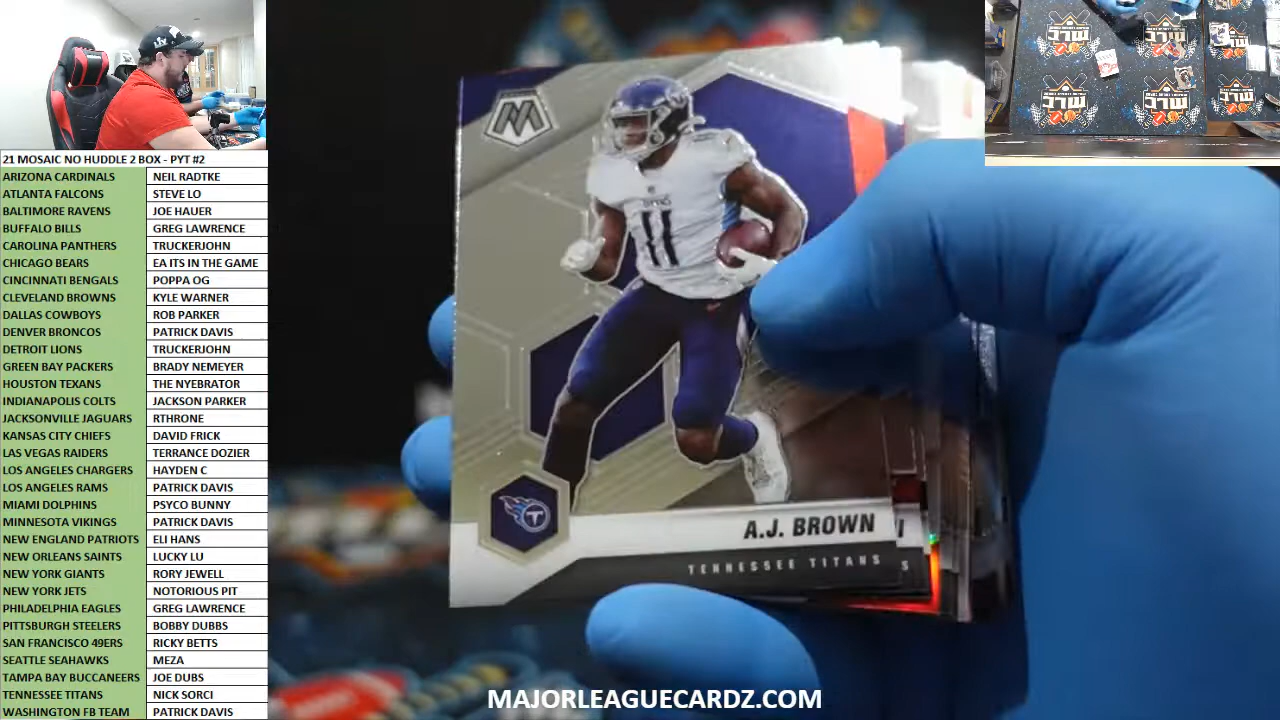 21 MOSAIC NO HUDDLE 2 BOX - PYT #2
ARIZONA CARDINALS NEIL RADTKE
ATLANTA FALCONS STEVE LO
BALTIMORE RAVENS JOE HAUER
BUFFALO BILLS GREG LAWRENCE
CAROLINA PANTHERS TRUCKERJOHN
CHICAGO BEARS EA ITS IN THE GAME
CINCINNATI BENGALS POPPA OG
CLEVELAND BROWNS KYLE WARNER
DALLAS COWBOYS ROB PARKER
DENVER BRONCOS PATRICK DAVIS
DETROIT LIONS TRUCKERJOHN
GREEN BAY PACKERS BRADY NEMEYER
HOUSTON TEXANS THE NYEBRATOR
INDIANAPOLIS COLTS JACKSON PARKER
JACKSONVILLE JAGUARS RTHRONE
KANSAS CITY CHIEFS DAVID FRICK
LAS VEGAS RAIDERS TERRANCE DOZIER
LOS ANGELES CHARGERS HAYDEN C
LOS ANGELES RAMS PATRICK DAVIS
MIAMI DOLPHINS PSYCO BUNNY
MINNESOTA VIKINGS PATRICK DAVIS
NEW ENGLAND PATRIOTS ELI HANS
NEW ORLEANS SAINTS LUCKY LU
NEW YORK GIANTS RORY JEWELL
NEW YORK JETS NOTORIOUS PIT
PHILADELPHIA EAGLES GREG LAWRENCE
PITTSBURGH STEELERS BOBBY DUBBS
SAN FRANCISCO 49ERS RICKY BETTS
SEATTLE SEAHAWKS MEZA
TAMPA BAY BUCCANEERS JOE DUBS
TENNESSEE TITANS NICK SORCI
WASHINGTON FB TEAM PATRICK DAVIS
M
TITANS
11
T
A.J. BROWN
TENNESSEE TITANS
MAJORLEAGUECARDZ.COM